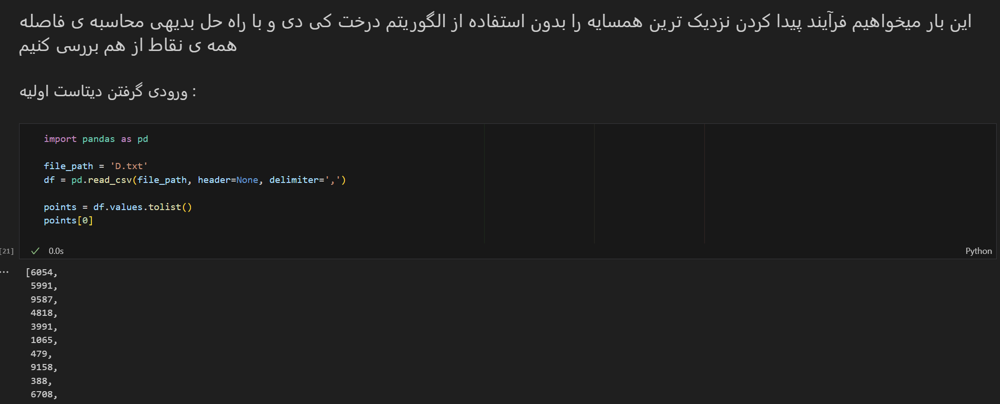 این بار میخواهیم فرآیند پیدا کردن نزدیک ترین همسایه را بدون استفاده از الگوریتم درخت کی دی و با راه حل بدیهی محاسبه ی فاصله
همه ی نقاط از هم بررسی کنیم
ورودی گرفتن دیتاست اولیه :
import pandas as pd
file_path = 'D.txt'
df = pd.read_csv(file_path, header=None, delimiter=',')
points = df.values.tolist()
points[0]
[21]
0.0s
Python
[6054,
5991,
9587,
4818,
3991,
1065,
479,
9158,
388,
6708,